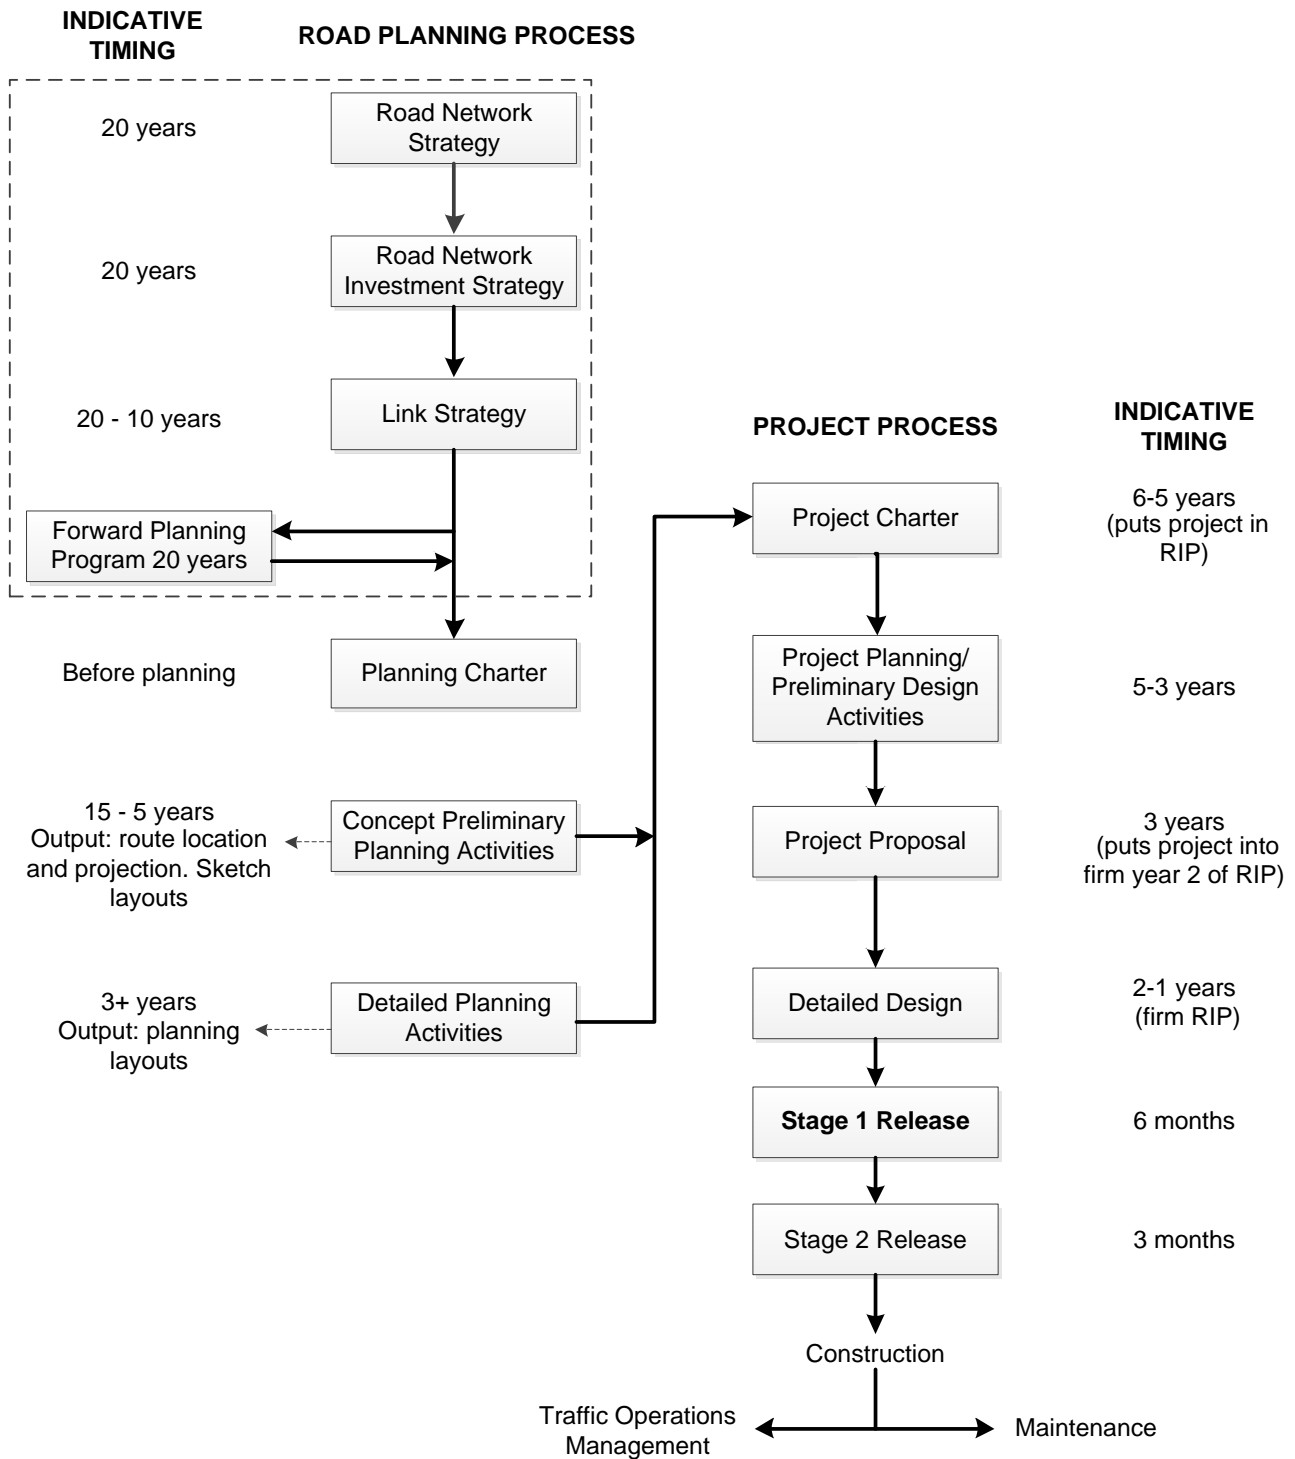 INDICATIVE
TIMING
ROAD PLANNING PROCESS
20 years
Road Network
Strategy
20 years
Road Network
Investment Strategy
20 - 10 years
Link Strategy
Forward Planning
Program 20 years
Before planning
Planning Charter
15 - 5 years
Output: route location
and projection. Sketch
layouts
Concept Preliminary
Planning Activities
3+ years
Output: planning
layouts
Detailed Planning
Activities
PROJECT PROCESS
INDICATIVE
TIMING
Project Charter
6-5 years
(puts project in
RIP)
Project Planning/
Preliminary Design
Activities
5-3 years
Project Proposal
3 years
(puts project into
firm year 2 of RIP)
Detailed Design
2-1 years
(firm RIP)
Stage 1 Release
6 months
Stage 2 Release
3 months
Construction
Traffic Operations
Management
Maintenance